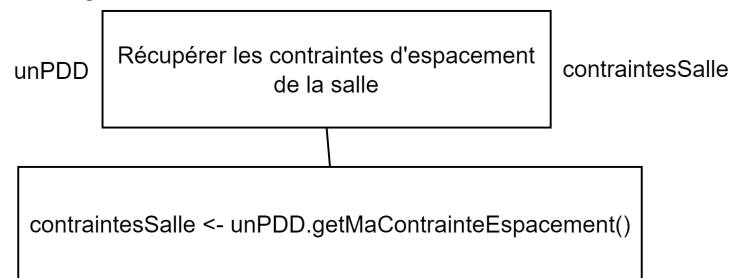 unPDD
Récupérer les contraintes d'espacement
de la salle
contraintesSalle
contraintesSalle <- unPDD.getMaContrainteEspacement()